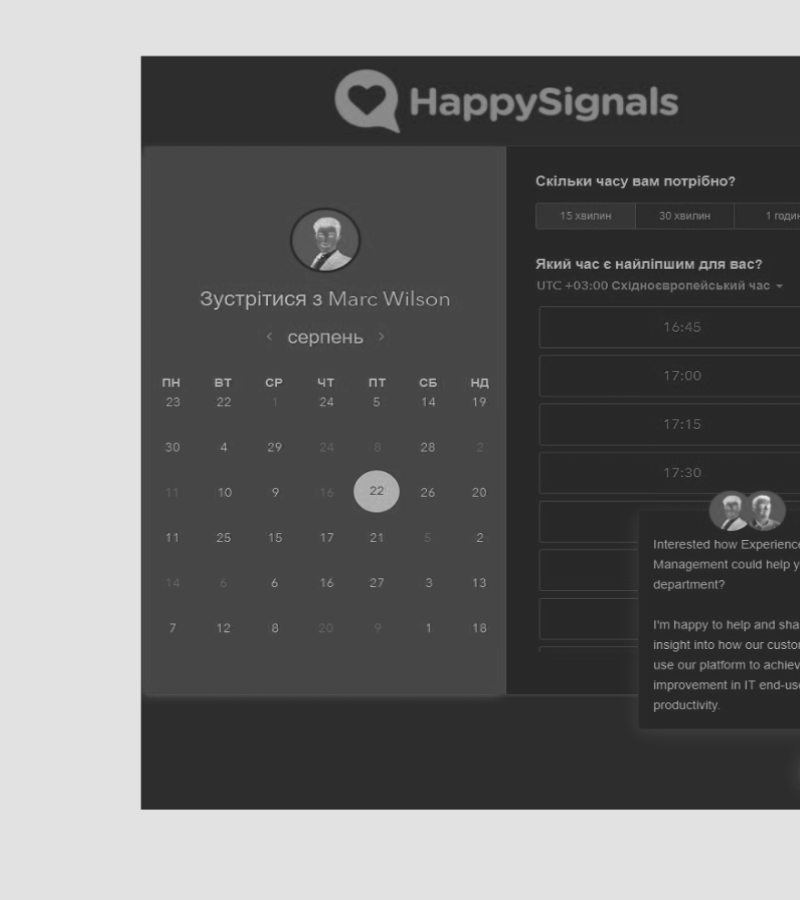 HappySignals
Зустрітися з Marc Wilson
серпень
ПН ВТ СР ЧТ ПТ СБ НД
23 22 1 24 5 14 19
30 4 29 24 8 28 2
11 10 9 16 22 26 20
11 25 15 17 21 5 2
14 6 6 16 27 3 13
7 12 8 20 9 1 18
Скільки часу вам потрібно?
15 хвилин 30 хвилин 1 годин
Який час є найліпшим для вас?
UTC +03:00 Східноєвропейський час
16:45
17:00
17:15
17:30
Interested how Experience
Management could help y
department?
I'm happy to help and sha
insight into how our custo
use our platform to achiev
improvement in IT end-use
productivity.